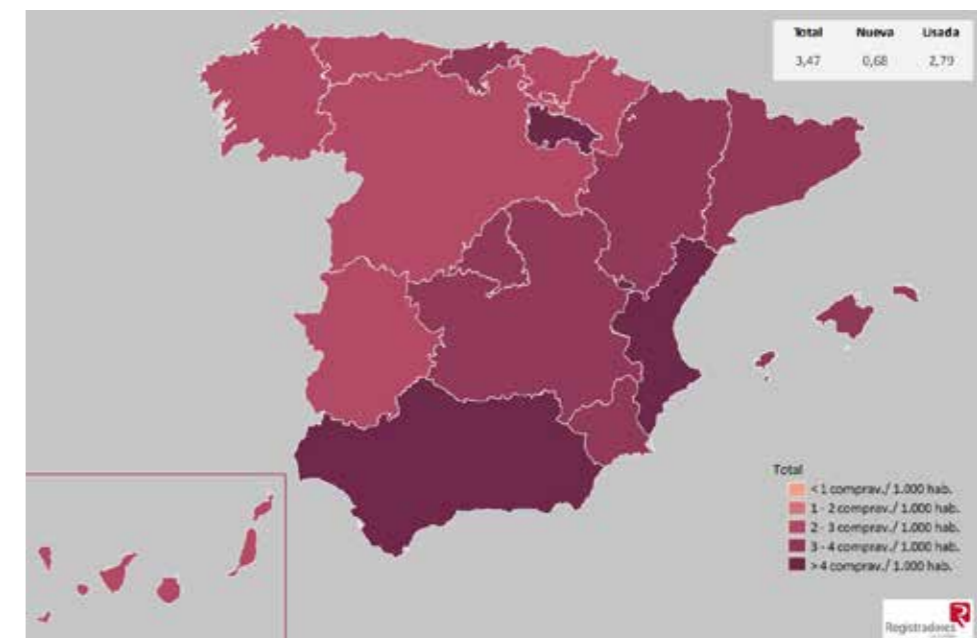 Total Nueva Usada
3,47 0,68 2,79
Total
< 1 comprav./ 1.000 hab.
1 - 2 comprav./ 1.000 hab.
2 - 3 comprav./ 1.000 hab.
3 - 4 comprav./ 1.000 hab.
> 4 comprav./ 1.000 hab.
Registradores